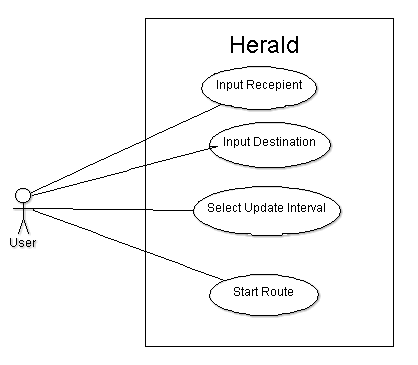 Herald
Input Recepient
Input Destination
Select Update Interval
User
Start Route